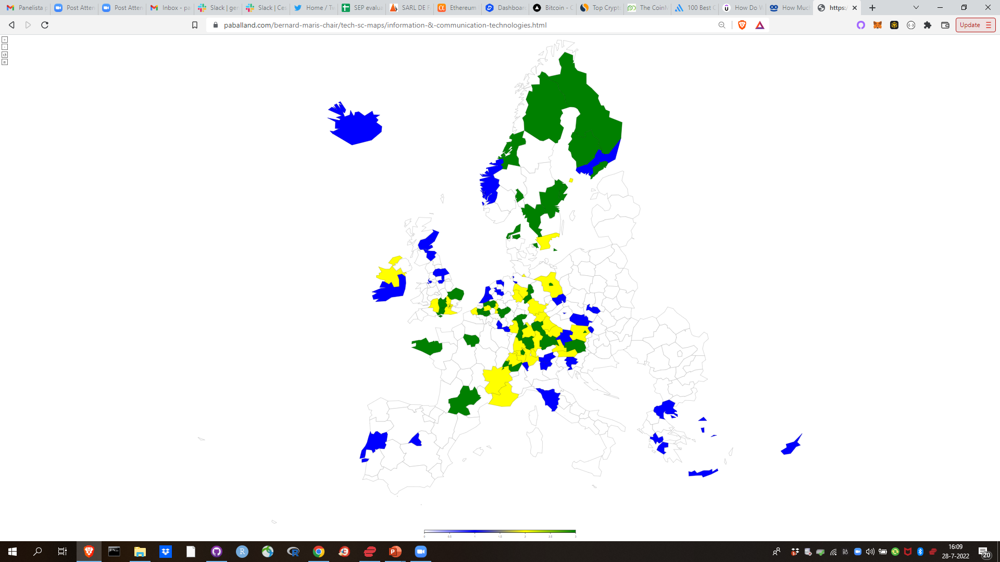 Panelista p
Post Atten
Post Atten
Inbox - pa
Slack | ger
Slack | Ces
Home / Tw
SEP evalua
SARL DE F
Ethereum
Dashboard
Bitcoin - C
Top Crypt
The CoinM
100 Best C
How Do W
How Much
https:/
paballand.com/bernard-maris-chair/tech-sc-maps/information-&-communication-technologies.html
Update
0 0.5 1 1.5 2 2.5 3
16:09
28-7-2022
20